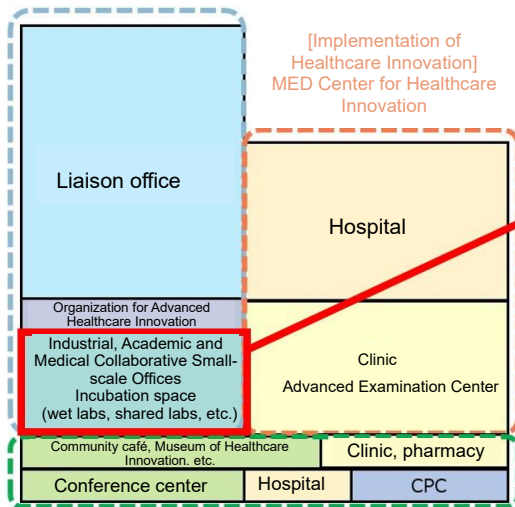 [Implementation of
Healthcare Innovation]
MED Center for Healthcare
Innovation
Liaison office
Hospital
Organization for Advanced
Healthcare Innovation
Industrial, Academic and
Medical Collaborative Small-
scale Offices
Incubation space
(wet labs, shared labs, etc.)
Clinic
Advanced Examination Center
Community café, Museum of Healthcare
Innovation. etc.
Clinic, pharmacy
Conference center
Hospital
CPC